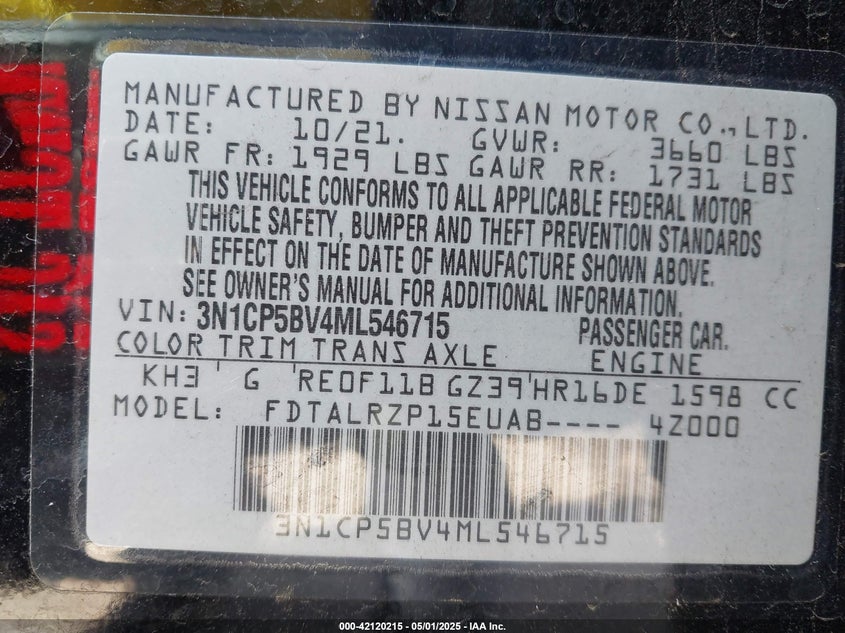 MANUFACTURED BY NISSAN MOTOR CO.,LTD.
DATE: 10/21. GVWR: 3660 LBS
GAWR FR: 1929 LBS GAWR RR: 1731 LBS
THIS VEHICLE CONFORMS TO ALL APPLICABLE FEDERAL MOTOR
VEHICLE SAFETY, BUMPER AND THEFT PREVENTION STANDARDS
IN EFFECT ON THE DATE OF MANUFACTURE SHOWN ABOVE.
SEE OWNER'S MANUAL FOR ADDITIONAL INFORMATION.
VIN: 3N1CP5BV4ML546715 PASSENGER CAR.
COLOR TRIM TRANS AXLE ENGINE
KH3 ' G 'RE0F11B GZ39'HR16DE 1598 CC
MODEL: FDTALRZP15EUAB---- 4Z000
3N1CP5BV4ML546715
000-42120215 - 05/01/2025 - IAA Inc.